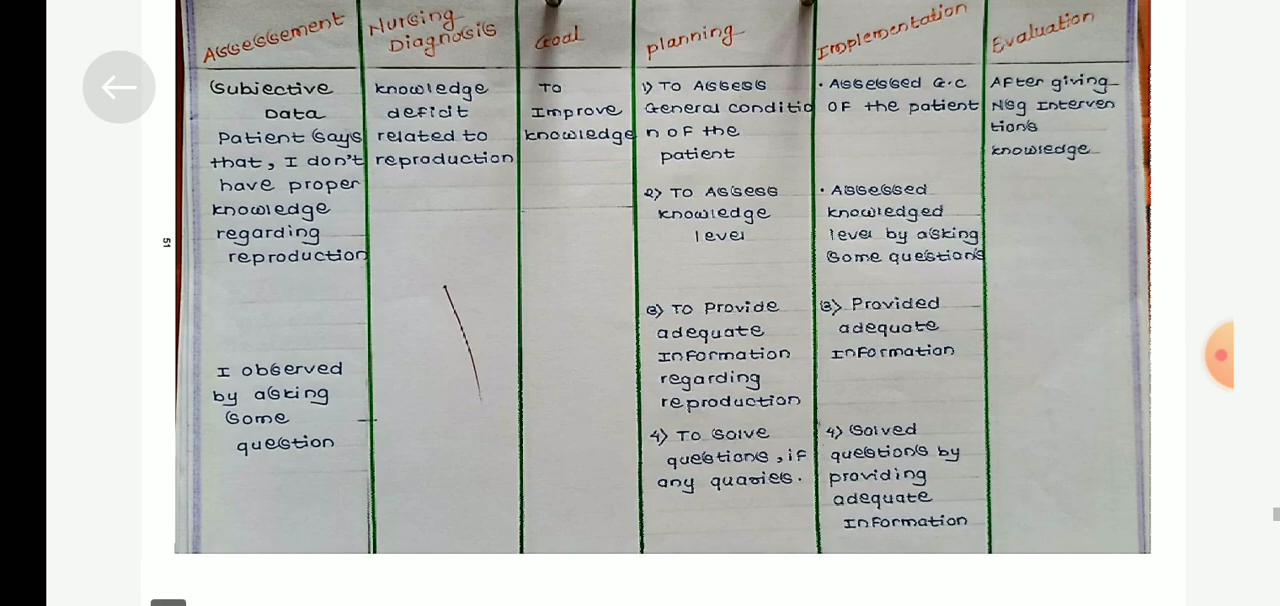 Assessement
Nursing
Diagnosis
Goal
planning
Implementation
Evaluation
Subjective
Data
Patient Says
that, I don't
have proper
knowledge
regarding
reproduction
I observed
by asking
Some
question
knowledge
deficit
related to
reproduction
To
Improve
knowledge
1) To Assess
General conditio
n of the
patient
2) To Assess
knowledge
level
3) To Provide
adequate
Information
regarding
reproduction
4) To Solve
questions, if
any quaries.
• Assessed G.C
of the patient
• Assessed
knowledged
level by asking
Some questions
3) Provided
adequate
Information
4) Solved
questions by
providing
adequate
Information
After giving
Nsg Interven
tions
knowledge
51